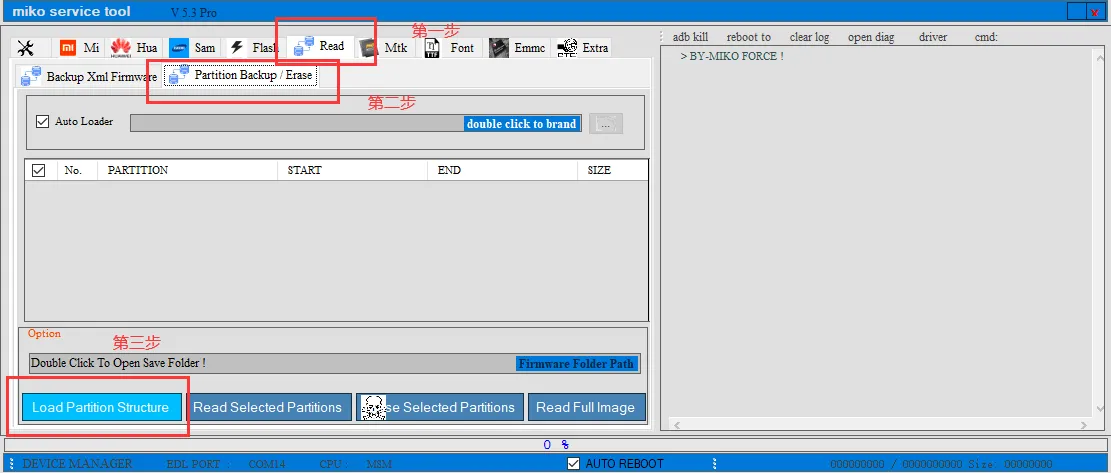 miko service tool V 5.3 Pro x
第一步
Mi Hua Sam Flash Read Mtk Font Emmc Extra
adb kill reboot to clear log open diag driver cmd:
Backup Xml Firmware Partition Backup / Erase
> BY-MIKO FORCE !
第二步
Auto Loader double click to brand ...
No. PARTITION START END SIZE
Option
第三步
Double Click To Open Save Folder ! Firmware Folder Path
Load Partition Structure Read Selected Partitions se Selected Partitions Read Full Image
0 %
DEVICE MANAGER EDL PORT : COM14 CPU : MSM AUTO REBOOT 000000000 / 0000000000 Size 00000000